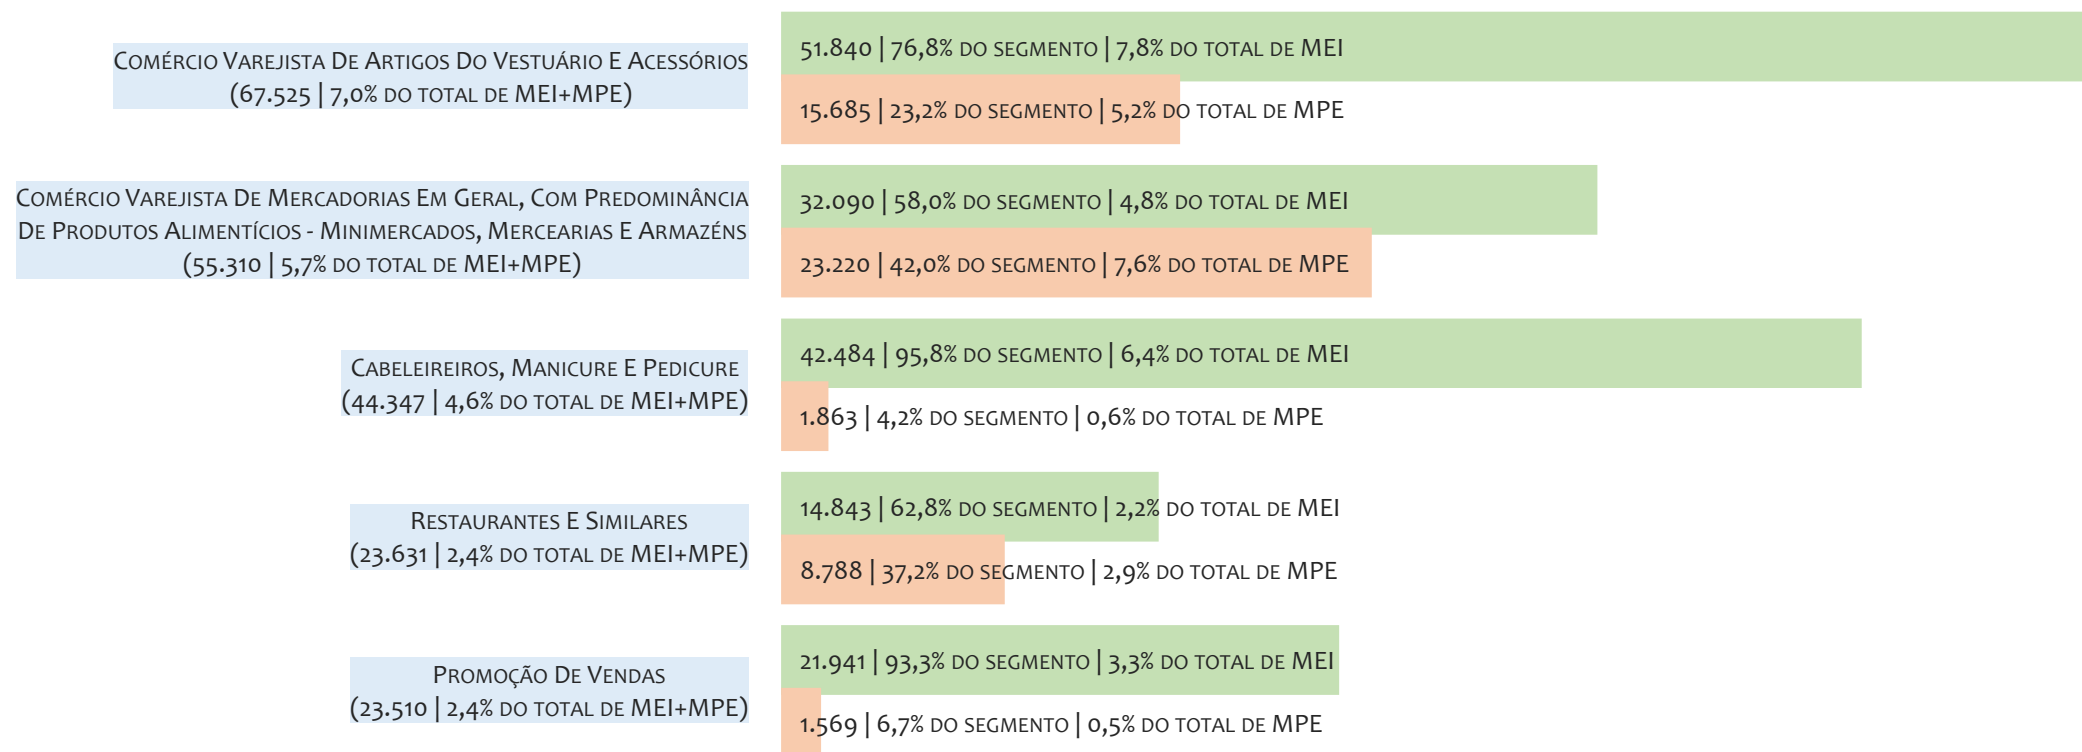 Comércio Varejista De Artigos Do Vestuário E Acessórios
(67.525 | 7,0% do total de MEI+MPE)
51.840 | 76,8% do segmento | 7,8% do total de MEI
15.685 | 23,2% do segmento | 5,2% do total de MPE
Comércio Varejista De Mercadorias Em Geral, Com Predominância
De Produtos Alimentícios - Minimercados, Mercearias E Armazéns
(55.310 | 5,7% do total de MEI+MPE)
32.090 | 58,0% do segmento | 4,8% do total de MEI
23.220 | 42,0% do segmento | 7,6% do total de MPE
Cabeleireiros, Manicure E Pedicure
(44.347 | 4,6% do total de MEI+MPE)
42.484 | 95,8% do segmento | 6,4% do total de MEI
1.863 | 4,2% do segmento | 0,6% do total de MPE
Restaurantes E Similares
(23.631 | 2,4% do total de MEI+MPE)
14.843 | 62,8% do segmento | 2,2% do total de MEI
8.788 | 37,2% do segmento | 2,9% do total de MPE
Promoção De Vendas
(23.510 | 2,4% do total de MEI+MPE)
21.941 | 93,3% do segmento | 3,3% do total de MEI
1.569 | 6,7% do segmento | 0,5% do total de MPE